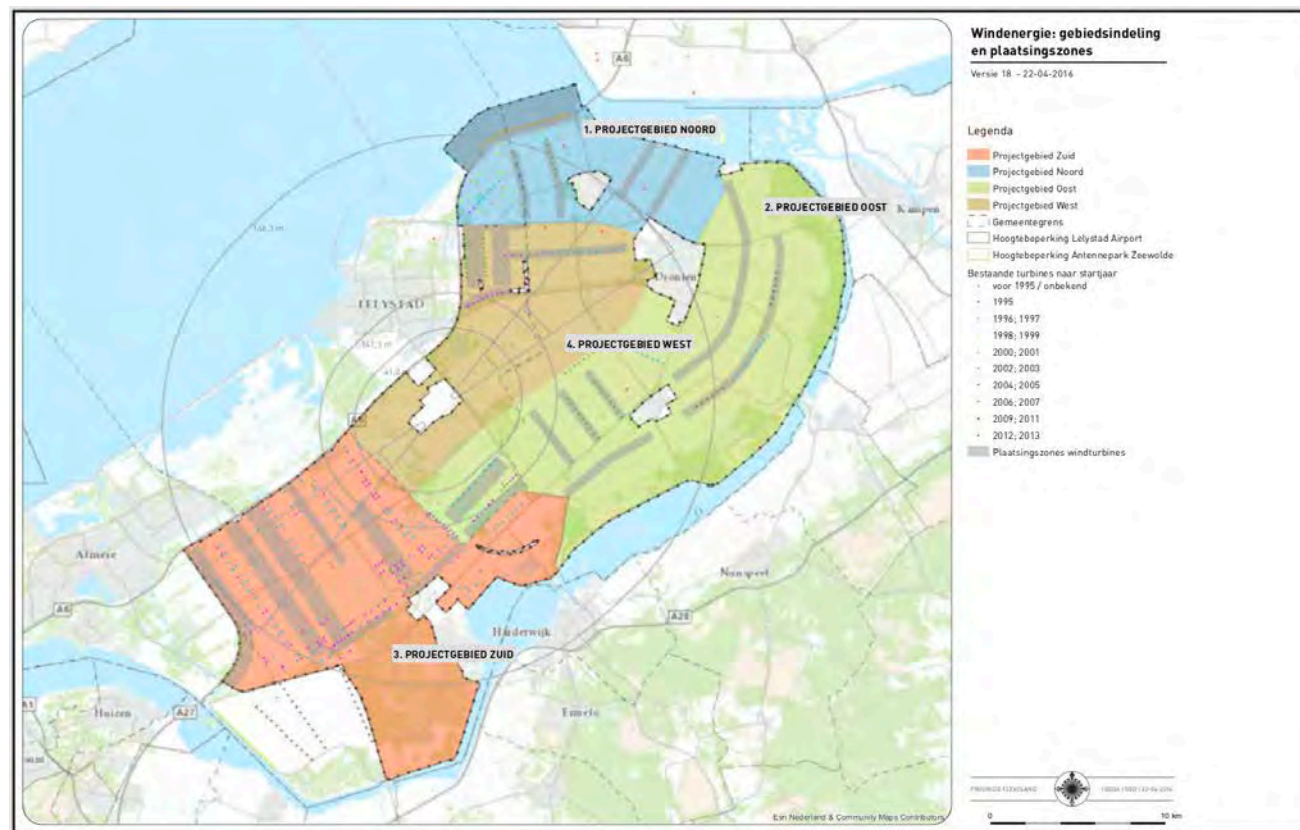 Windenergie: gebiedsindeling
en plaatsingszones
Versie 18 - 22-04-2016
Legenda
Projectgebied Zuid
Projectgebied Noord
Projectgebied Oost
Projectgebied West
Gemeentegrens
Hoogtebeperking Lelystad Airport
Hoogtebeperking Antennepark Zeewolde
Bestaande turbines naar startjaar
voor 1995 / onbekend
1995
1996; 1997
1998; 1999
2000; 2001
2002; 2003
2004; 2005
2006; 2007
2009; 2011
2012; 2013
Plaatsingszones windturbines
A6
1. PROJECTGEBIED NOORD
2. PROJECTGEBIED OOST
Kampen
Dronten
LELYSTAD
4. PROJECTGEBIED WEST
A6
Almere
Nunspeet
A6
A28
Harderwijk
3. PROJECTGEBIED ZUID
Huizen
A27
Ermelo
A1
PROVINCIE FLEVOLAND
0 10 km
Esri Nederland & Community Maps Contributors